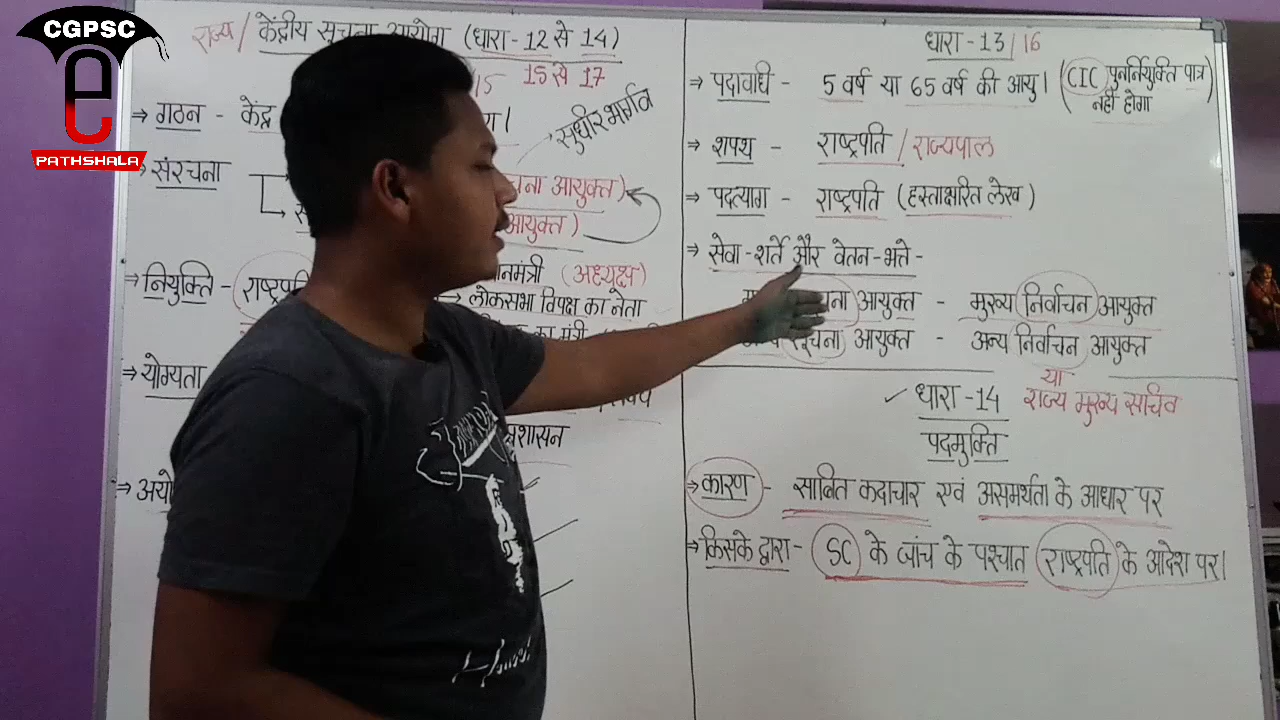 CGPSC
e
PATHSHALA
राज्य / केंद्रीय सूचना आयोग (धारा - 12 से 14)
15 15 से 17
⇒ गठन - केंद्र
सुधीर भार्गव
⇒ संरचना
सूचना आयुक्त)
आयुक्त)
⇒ नियुक्ति - राष्ट्रपति
प्रधानमंत्री (अध्यक्ष)
→ लोकसभा विपक्ष का नेता
का मंत्री
⇒ योग्यता
प्रशासन
धारा - 13 / 16
⇒ पदावधि - 5 वर्ष या 65 वर्ष की आयु। (CIC पुनर्नियुक्ति पात्र नहीं होगा)
⇒ शपथ - राष्ट्रपति / राज्यपाल
⇒ पदत्याग - राष्ट्रपति (हस्ताक्षरित लेख)
⇒ सेवा - शर्ते और वेतन - भत्ते -
आयुक्त - मुख्य निर्वाचन आयुक्त
सूचना आयुक्त - अन्य निर्वाचन आयुक्त
या
राज्य मुख्य सचिव
✓ धारा - 14
पदमुक्ति
⇒ कारण - साबित कदाचार एवं असमर्थता के आधार पर
⇒ किसके द्वारा - SC के जांच के पश्चात राष्ट्रपति के आदेश पर।